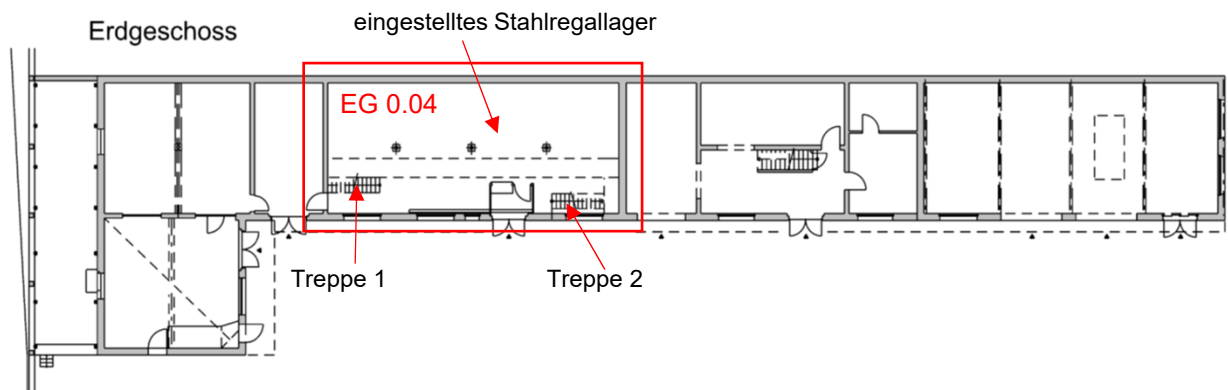 eingestelltes Stahlregallager
Erdgeschoss
EG 0.04
Treppe 1
Treppe 2